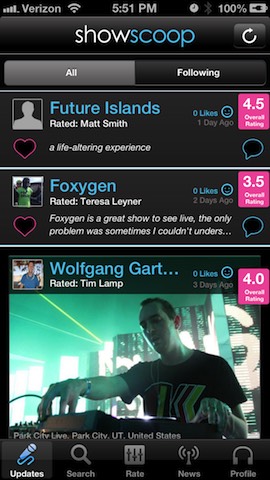 Verizon 5:51 PM 100%
showscoop
All Following
Future Islands
Rated: Matt Smith
0 Likes
1 Day Ago
4.5
Overall
Rating
a life-altering experience
Foxygen
Rated: Teresa Leyner
0 Likes
2 Days Ago
3.5
Overall
Rating
Foxygen is a great show to see live, the only
problem was sometimes I couldn't unders...
Wolfgang Gart...
Rated: Tim Lamp
0 Likes
3 Days Ago
4.0
Overall
Rating
Park City Live, Park City, UT, United States
Updates Search Rate News Profile